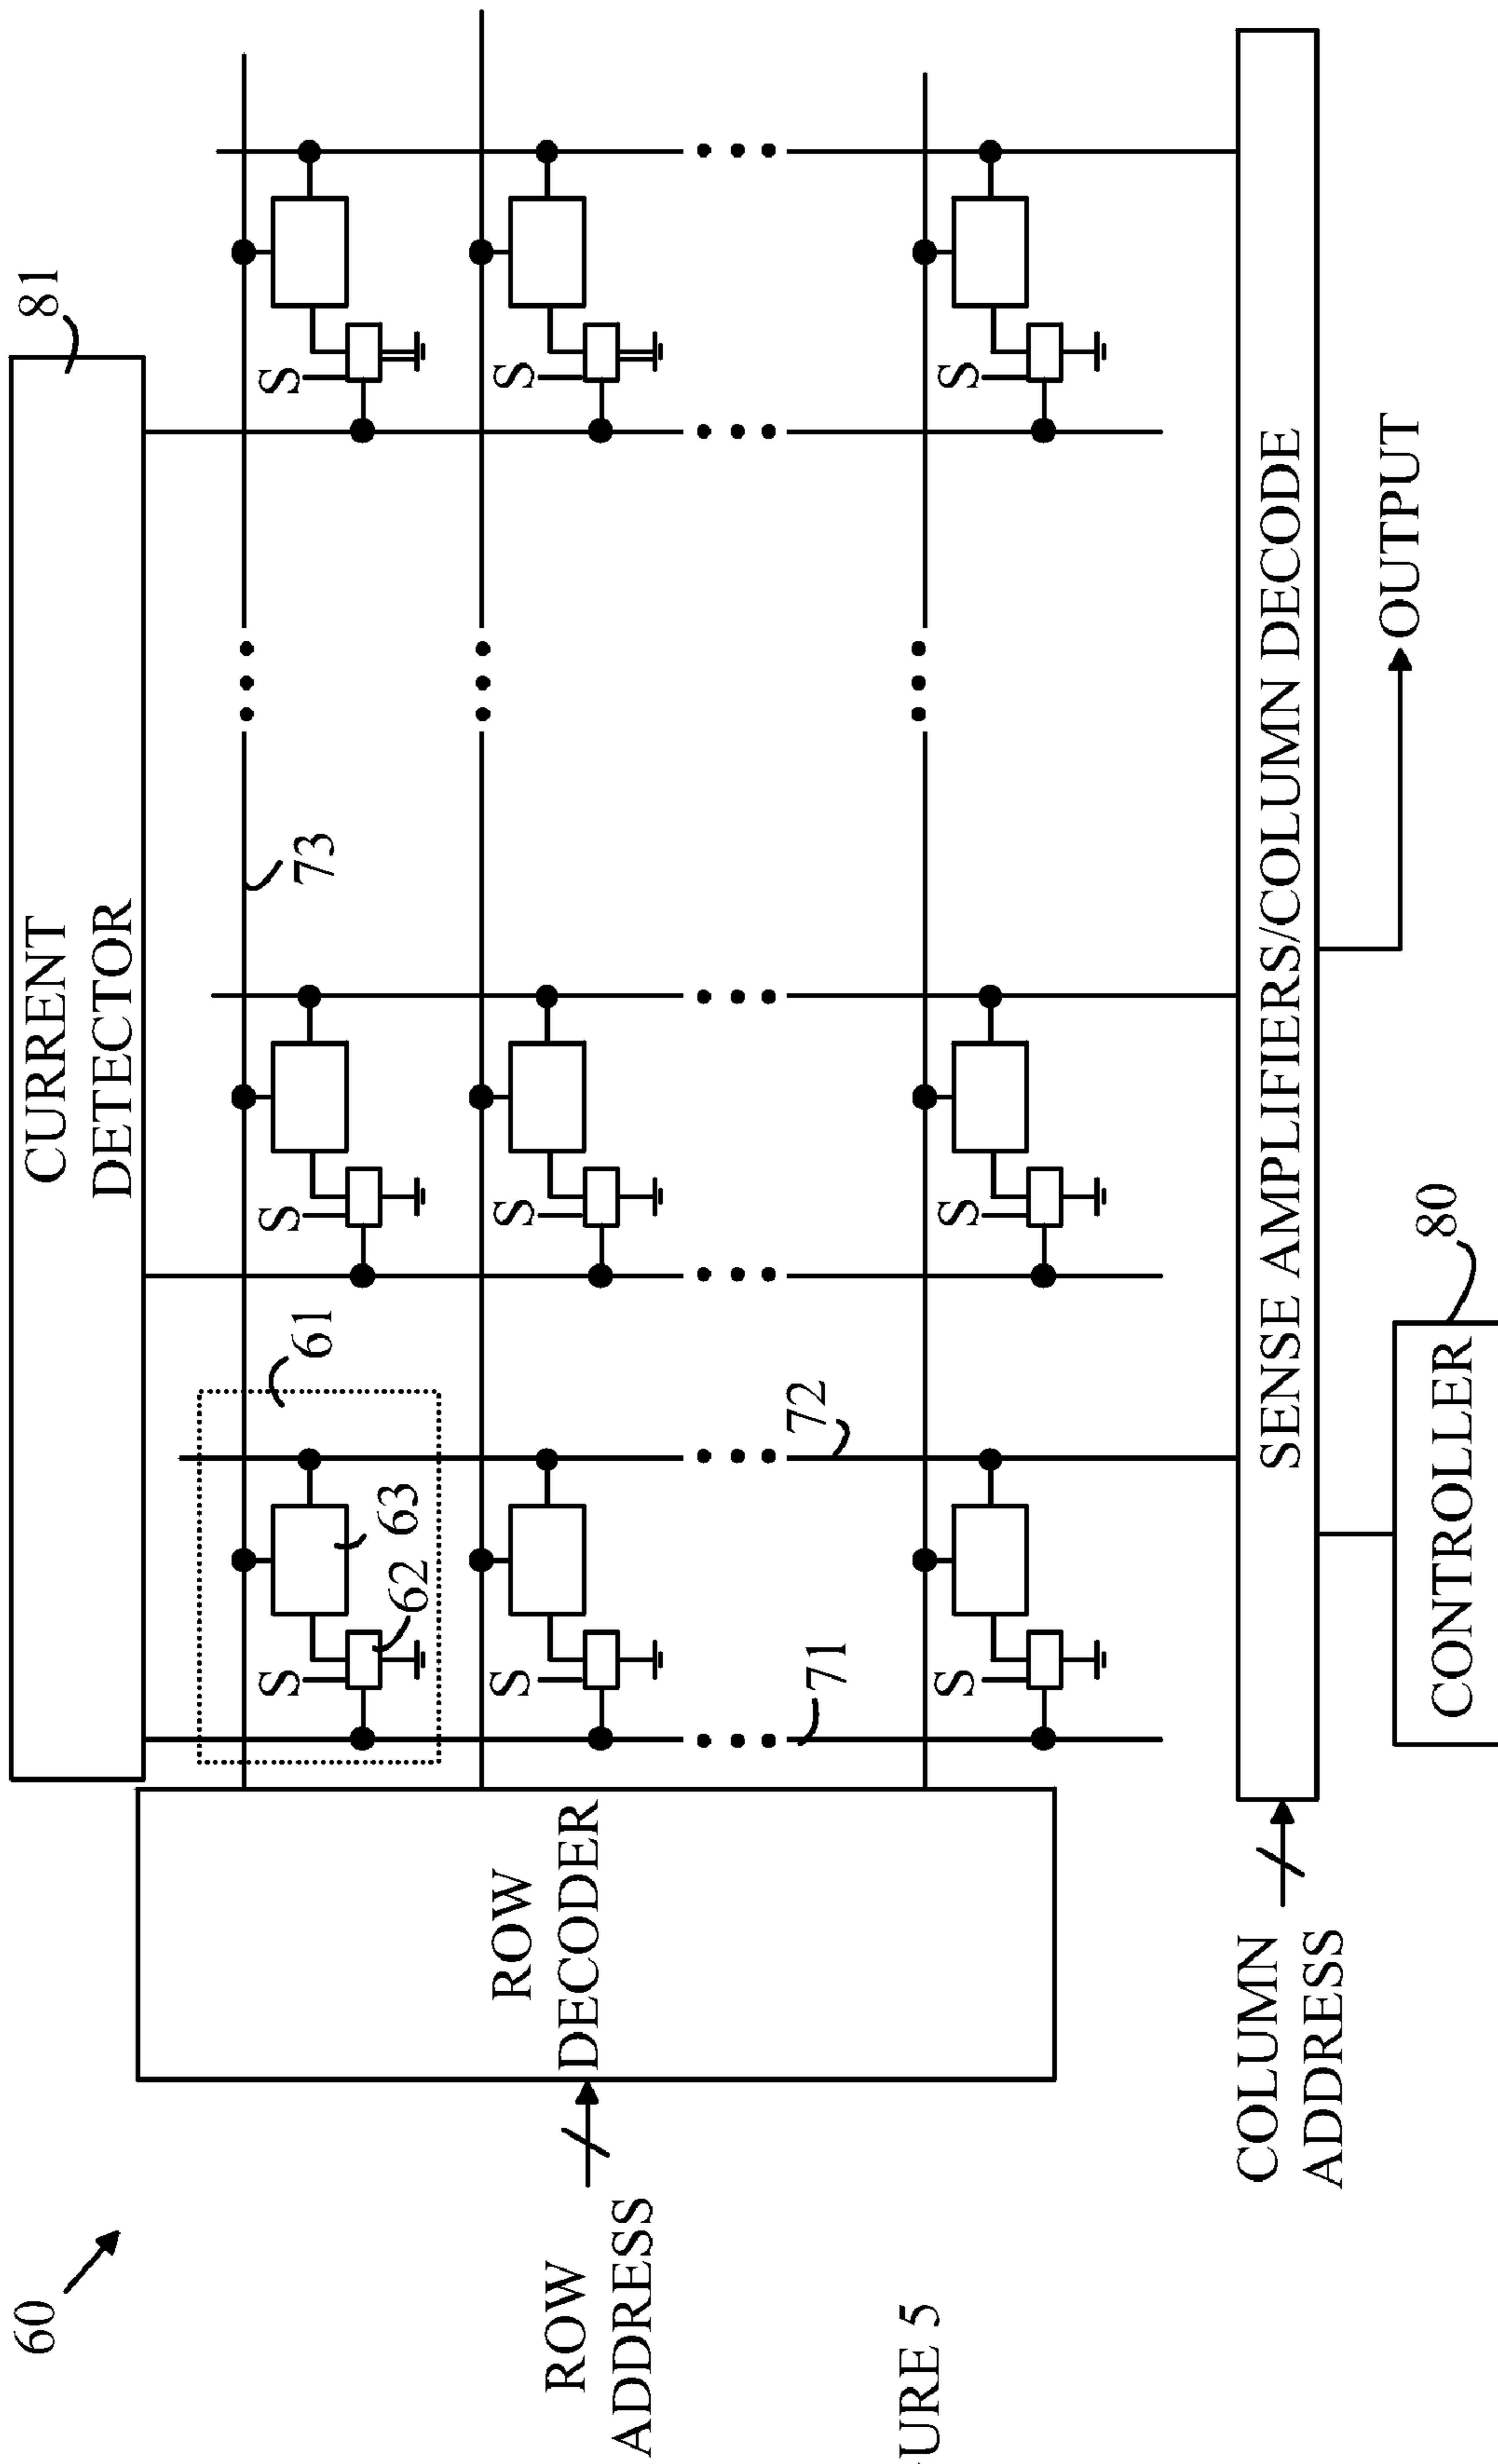 60
CURRENT
DETECTOR
81
S
S
S
61
63
62
73
S
S
S
S
S
S
71
72
ROW
DECODER
ROW
ADDRESS
SENSE AMPLIFIERS/COLUMN DECODE
COLUMN
ADDRESS
OUTPUT
CONTROLLER
80
URE 5